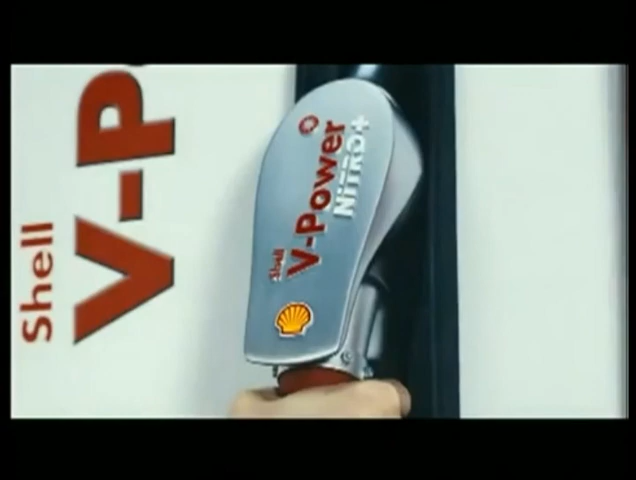 Shell
V-P
Shell
V-Power
NiTRO+